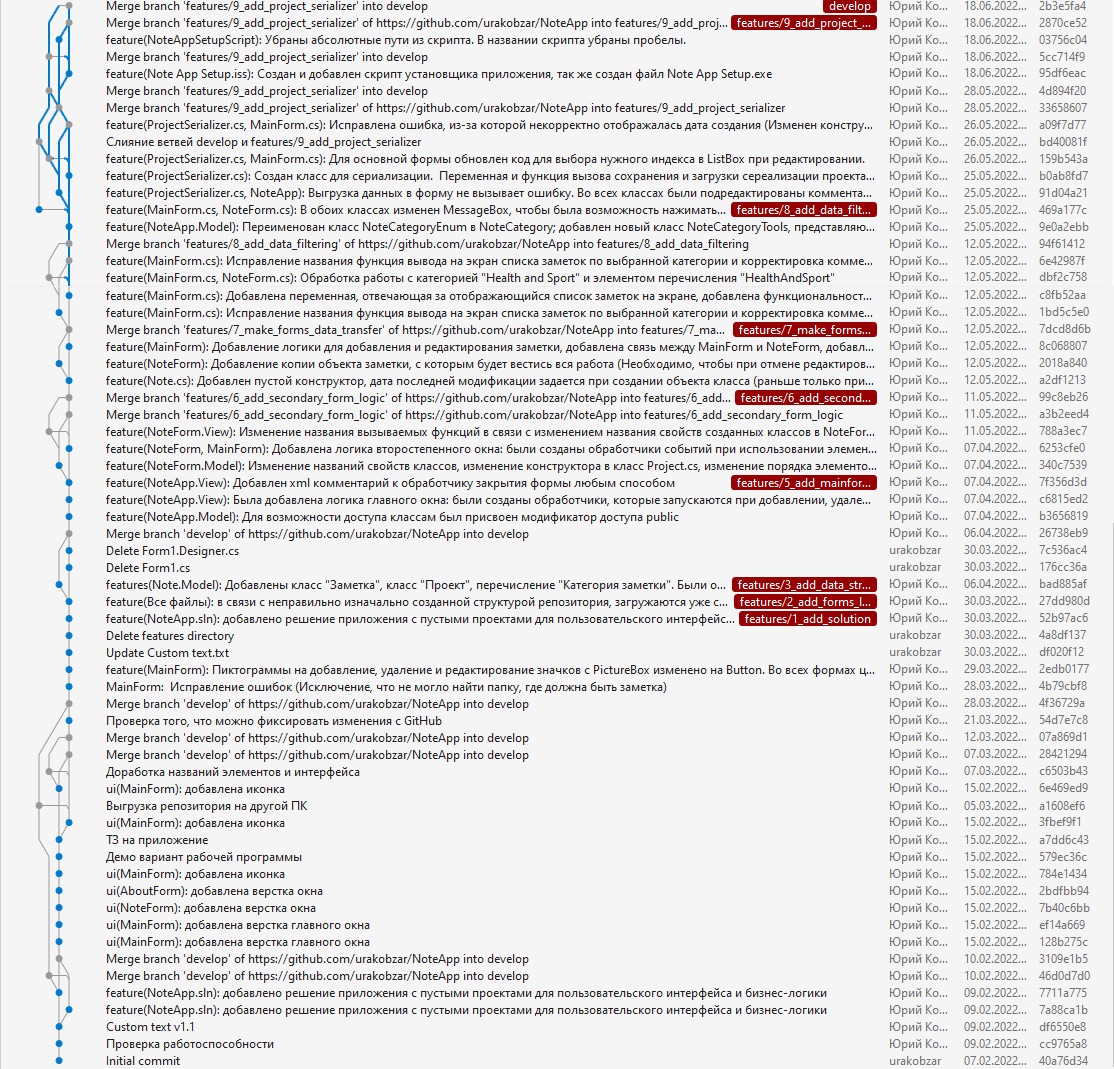 Merge branch 'features/9_add_project_serializer' into develop develop Юрий Ко... 18.06.2022... 2b3e5fa4
Merge branch 'features/9_add_project_serializer' of https://github.com/urakobzar/NoteApp into features/9_add_proj... features/9_add_project_... Юрий Ко... 18.06.2022... 2870ce52
feature(NoteAppSetupScript): Убраны абсолютные пути из скрипта. В названии скрипта убраны пробелы. Юрий Ко... 18.06.2022... 03756c04
Merge branch 'features/9_add_project_serializer' into develop Юрий Ко... 18.06.2022... 5cc714f9
feature(Note App Setup.iss): Создан и добавлен скрипт установщика приложения, так же создан файл Note App Setup.exe Юрий Ко... 18.06.2022... 95df6eac
Merge branch 'features/9_add_project_serializer' into develop Юрий Ко... 28.05.2022... 4d894f20
Merge branch 'features/9_add_project_serializer' of https://github.com/urakobzar/NoteApp into features/9_add_project_serializer Юрий Ко... 28.05.2022... 33658607
feature(ProjectSerializer.cs, MainForm.cs): Исправлена ошибка, из-за которой некорректно отображалась дата создания (Изменен констру... Юрий Ко... 26.05.2022... a09f7d77
Слияние ветвей develop и features/9_add_project_serializer Юрий Ко... 26.05.2022... bd40081f
feature(ProjectSerializer.cs, MainForm.cs): Для основной формы обновлен код для выбора нужного индекса в ListBox при редактировании. Юрий Ко... 26.05.2022... 159b543a
feature(ProjectSerializer.cs): Создан класс для сериализации.  Переменная и функция вызова сохранения и загрузки сереализации проекта... Юрий Ко... 25.05.2022... b0ab8fd7
feature(ProjectSerializer.cs, NoteApp): Выгрузка данных в форму не вызывает ошибку. Во всех классах были подредактированы коммента... Юрий Ко... 25.05.2022... 91d04a21
feature(MainForm.cs, NoteForm.cs): В обоих классах изменен MessageBox, чтобы была возможность нажимать... features/8_add_data_filt... Юрий Ко... 25.05.2022... 469a177c
feature(NoteApp.Model): Переименован класс NoteCategoryEnum в NoteCategory; добавлен новый класс NoteCategoryTools, представляю... Юрий Ко... 25.05.2022... 9e0a2ebb
Merge branch 'features/8_add_data_filtering' of https://github.com/urakobzar/NoteApp into features/8_add_data_filtering Юрий Ко... 12.05.2022... 94f61412
feature(MainForm.cs): Исправление названия функция вывода на экран списка заметок по выбранной категории и корректировка комме... Юрий Ко... 12.05.2022... 6e42987f
feature(MainForm.cs, NoteForm.cs): Обработка работы с категорией "Health and Sport" и элементом перечисления "HealthAndSport" Юрий Ко... 12.05.2022... dbf2c758
feature(MainForm.cs): Добавлена переменная, отвечающая за отображающийся список заметок на экране, добавлена функциональност... Юрий Ко... 12.05.2022... c8fb52aa
feature(MainForm.cs): Исправление названия функция вывода на экран списка заметок по выбранной категории и корректировка комме... Юрий Ко... 12.05.2022... 1bd5c5e0
Merge branch 'features/7_make_forms_data_transfer' of https://github.com/urakobzar/NoteApp into features/7_ma... features/7_make_forms... Юрий Ко... 12.05.2022... 7dcd8d6b
feature(MainForm): Добавление логики для добавления и редактирования заметки, добавлена связь между MainForm и NoteForm, добавл... Юрий Ко... 12.05.2022... 8c068807
feature(NoteForm): Добавление копии объекта заметки, с которым будет вестись вся работа (Необходимо, чтобы при отмене редактиров... Юрий Ко... 12.05.2022... 2018a840
feature(Note.cs): Добавлен пустой конструктор, дата последней модификации задается при создании объекта класса (раньше только при... Юрий Ко... 12.05.2022... a2df1213
Merge branch 'features/6_add_secondary_form_logic' of https://github.com/urakobzar/NoteApp into features/6_add... features/6_add_second... Юрий Ко... 11.05.2022... 99c8eb26
Merge branch 'features/6_add_secondary_form_logic' of https://github.com/urakobzar/NoteApp into features/6_add_secondary_form_logic Юрий Ко... 11.05.2022... a3b2eed4
feature(NoteForm.View): Изменение названия вызываемых функций в связи с изменением названия свойств созданных классов в NoteFor... Юрий Ко... 11.05.2022... 788a3ec7
feature(NoteForm, MainForm): Добавлена логика второстепенного окна: были созданы обработчики событий при использовании элемен... Юрий Ко... 07.04.2022... 6253cfe0
feature(NoteForm.Model): Изменение названий свойств классов, изменение конструктора в класс Project.cs, изменение порядка элементо... Юрий Ко... 07.04.2022... 340c7539
feature(NoteApp.View): Добавлен xml комментарий к обработчику закрытия формы любым способом features/5_add_mainfor... Юрий Ко... 07.04.2022... 7f356d3d
feature(NoteApp.View): Была добавлена логика главного окна: были созданы обработчики, которые запускаются при добавлении, удале... Юрий Ко... 07.04.2022... c6815ed2
feature(NoteApp.Model): Для возможности доступа классам был присвоен модификатор доступа public Юрий Ко... 07.04.2022... b3656819
Merge branch 'develop' of https://github.com/urakobzar/NoteApp into develop Юрий Ко... 06.04.2022... 26738eb9
Delete Form1.Designer.cs urakobzar 30.03.2022... 7c536ac4
Delete Form1.cs urakobzar 30.03.2022... 176cc36a
features(Note.Model): Добавлены класс "Заметка", класс "Проект", перечисление "Категория заметки". Были о... features/3_add_data_str... Юрий Ко... 06.04.2022... bad885af
feature(Все файлы): в связи с неправильно изначально созданной структурой репозитория, загружаются уже с... features/2_add_forms_l... Юрий Ко... 30.03.2022... 27dd980d
feature(NoteApp.sln): добавлено решение приложения с пустыми проектами для пользовательского интерфейс... features/1_add_solution Юрий Ко... 30.03.2022... 52b97ac6
Delete features directory urakobzar 30.03.2022... 4a8df137
Update Custom text.txt urakobzar 30.03.2022... df020f12
feature(MainForm): Пиктограммы на добавление, удаление и редактирование значков с PictureBox изменено на Button. Во всех формах ц... Юрий Ко... 29.03.2022... 2edb0177
MainForm:  Исправление ошибок (Исключение, что не могло найти папку, где должна быть заметка) Юрий Ко... 28.03.2022... 4b79cbf8
Merge branch 'develop' of https://github.com/urakobzar/NoteApp into develop Юрий Ко... 28.03.2022... 4f36729a
Проверка того, что можно фиксировать изменения с GitHub Юрий Ко... 21.03.2022... 54d7e7c8
Merge branch 'develop' of https://github.com/urakobzar/NoteApp into develop Юрий Ко... 12.03.2022... 07a869d1
Merge branch 'develop' of https://github.com/urakobzar/NoteApp into develop Юрий Ко... 07.03.2022... 28421294
Доработка названий элементов и интерфейса Юрий Ко... 07.03.2022... c6503b43
ui(MainForm): добавлена иконка Юрий Ко... 15.02.2022... 6e469ed9
Выгрузка репозитория на другой ПК Юрий Ко... 05.03.2022... a1608ef6
ui(MainForm): добавлена иконка Юрий Ко... 15.02.2022... 3fbef9f1
ТЗ на приложение Юрий Ко... 15.02.2022... a7dd6c43
Демо вариант рабочей программы Юрий Ко... 15.02.2022... 579ec36c
ui(MainForm): добавлена иконка Юрий Ко... 15.02.2022... 784e1434
ui(AboutForm): добавлена верстка окна Юрий Ко... 15.02.2022... 2bdfbb94
ui(NoteForm): добавлена верстка окна Юрий Ко... 15.02.2022... 7b40c6bb
ui(MainForm): добавлена верстка главного окна Юрий Ко... 15.02.2022... ef14a669
ui(MainForm): добавлена верстка главного окна Юрий Ко... 15.02.2022... 128b275c
Merge branch 'develop' of https://github.com/urakobzar/NoteApp into develop Юрий Ко... 10.02.2022... 3109e1b5
Merge branch 'develop' of https://github.com/urakobzar/NoteApp into develop Юрий Ко... 10.02.2022... 46d0d7d0
feature(NoteApp.sln): добавлено решение приложения с пустыми проектами для пользовательского интерфейса и бизнес-логики Юрий Ко... 09.02.2022... 7711a775
feature(NoteApp.sln): добавлено решение приложения с пустыми проектами для пользовательского интерфейса и бизнес-логики Юрий Ко... 09.02.2022... 7a88ca1b
Custom text v1.1 Юрий Ко... 09.02.2022... df6550e8
Проверка работоспособности Юрий Ко... 09.02.2022... cc9765a8
Initial commit urakobzar 07.02.2022... 40a76d34